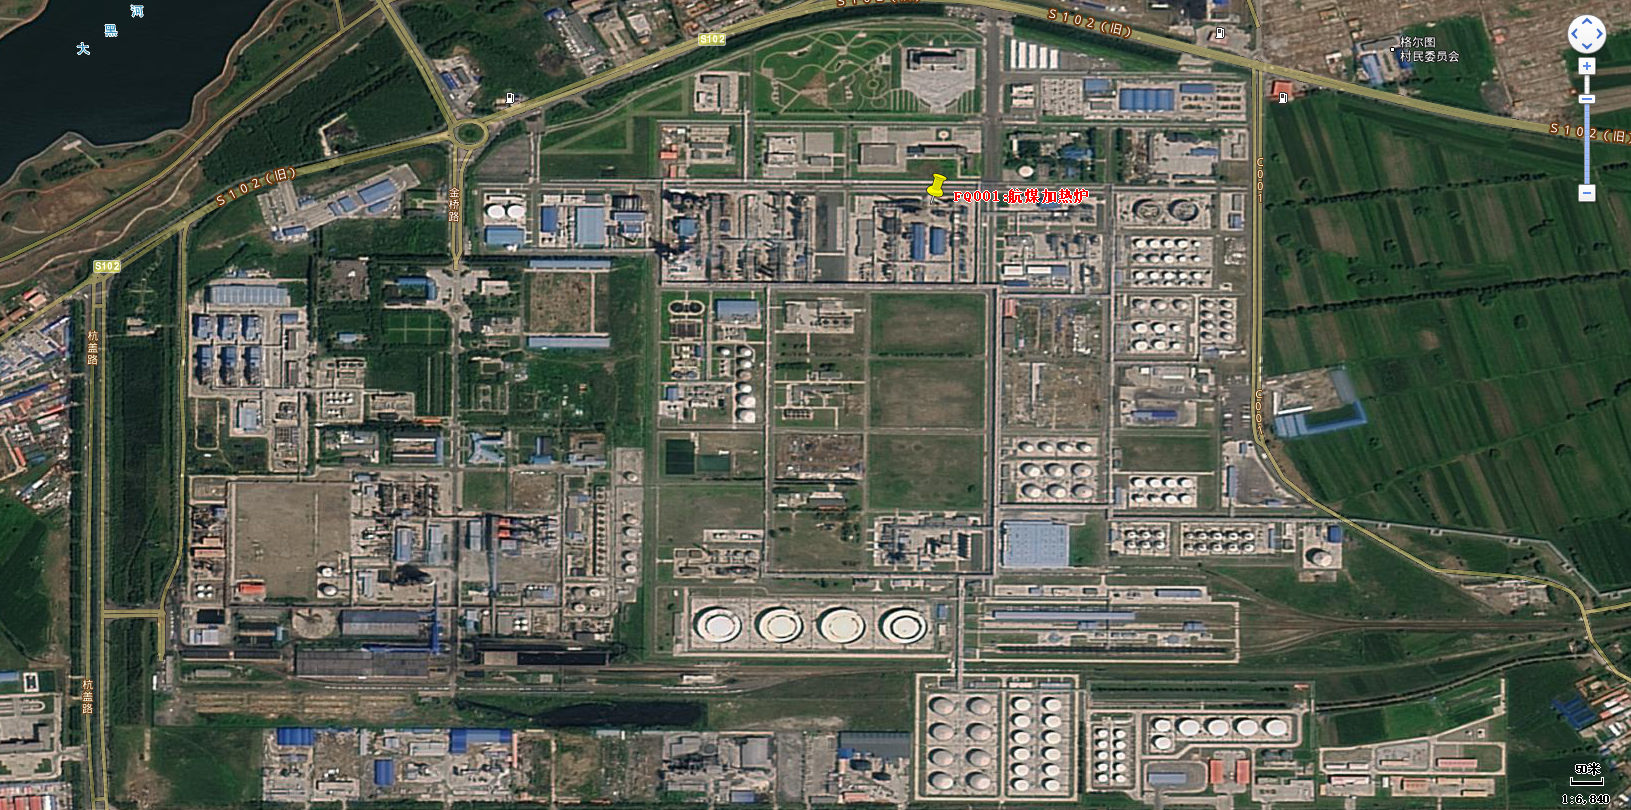 河
黑
大
S102(旧)
S102
S102(旧)
格尔图
村民委员会
S102(旧)
C001
S102(旧)
金桥路
FQ001:航煤加热炉
S102
杭盖路
C001
杭盖路
50米
1:6,840